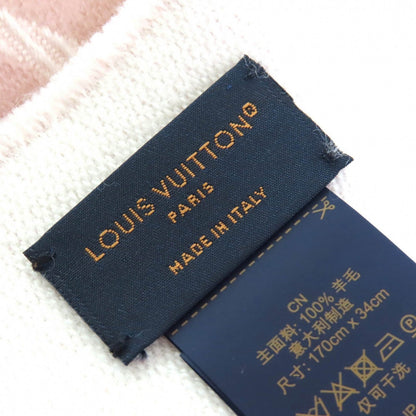 LOUIS VUITTON®
PARIS
MADE IN ITALY
CN
主面料: 100% 羊毛
意大利制造
尺寸: 170cm x 34cm
仅可干洗